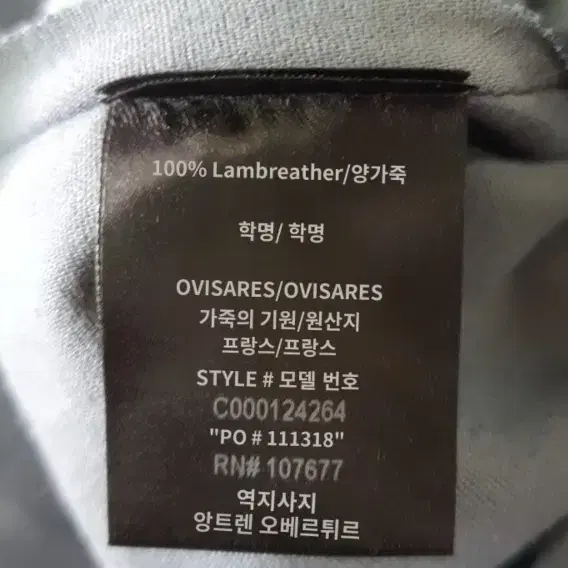 100% Lambreather/양가죽
학명/ 학명
OVISARES/OVISARES
가죽의 기원/원산지
프랑스/프랑스
STYLE # 모델 번호
C000124264
"PO # 111318"
RN# 107677
역지사지
앙트렌 오베르튀르